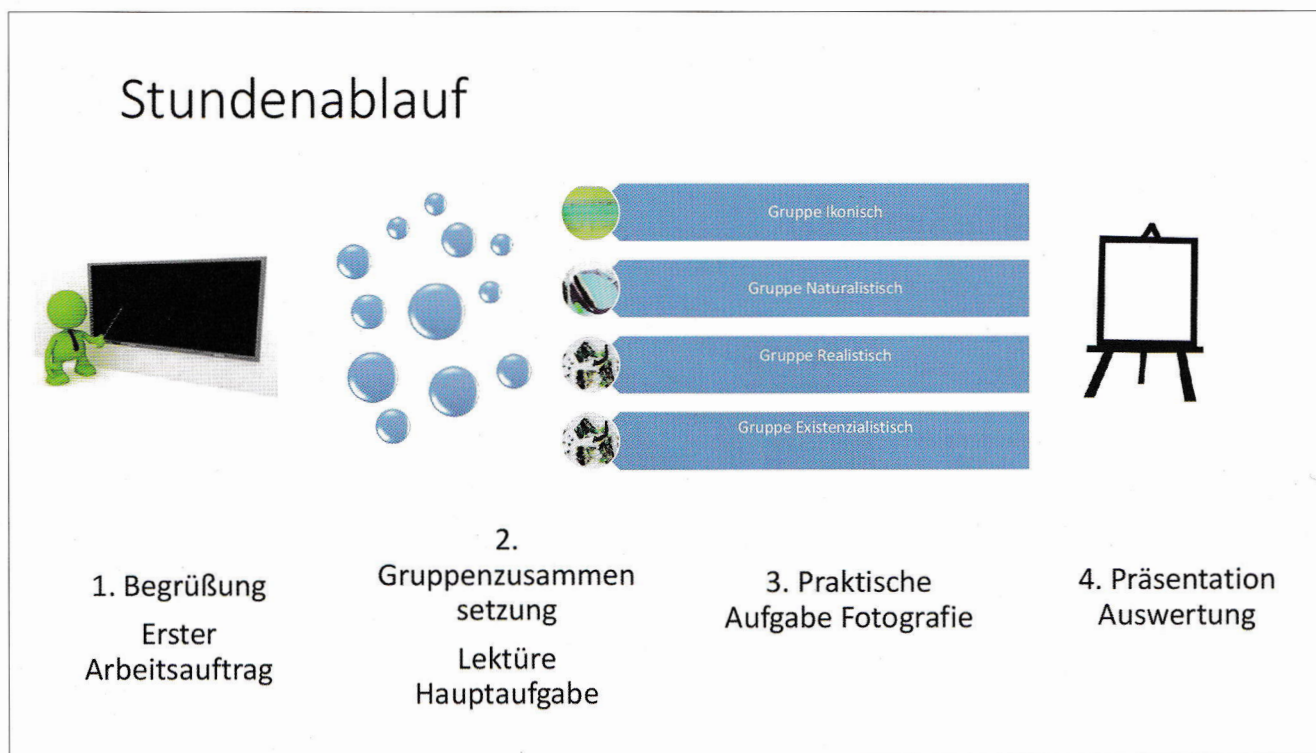 Stundenablauf
Gruppe Ikonisch
Gruppe Naturalistisch
Gruppe Realistisch
Gruppe Existenzialistisch
1. Begrüßung
Erster
Arbeitsauftrag
2.
Gruppenzusammen
setzung
Lektüre
Hauptaufgabe
3. Praktische
Aufgabe Fotografie
4. Präsentation
Auswertung